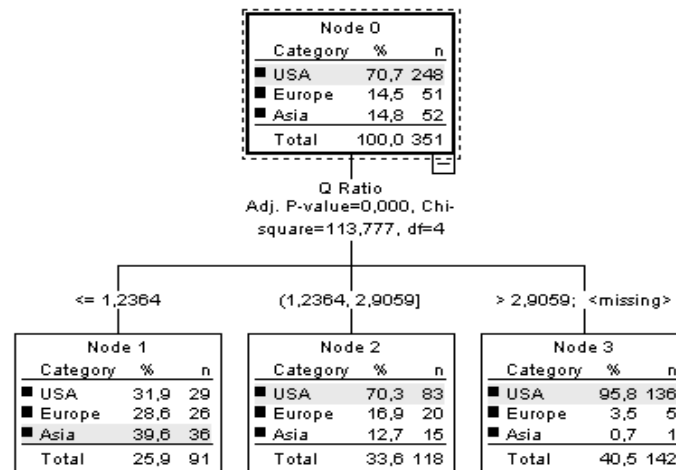 Node 0
Category % n
USA 70,7 248
Europe 14,5 51
Asia 14,8 52
Total 100,0 351
Q Ratio
Adj. P-value=0,000, Chi-
square=113,777, df=4
<= 1,2364
(1,2364, 2,9059]
> 2,9059; <missing>
Node 1
Category % n
USA 31,9 29
Europe 28,6 26
Asia 39,6 36
Total 25,9 91
Node 2
Category % n
USA 70,3 83
Europe 16,9 20
Asia 12,7 15
Total 33,6 118
Node 3
Category % n
USA 95,8 136
Europe 3,5 5
Asia 0,7 1
Total 40,5 142